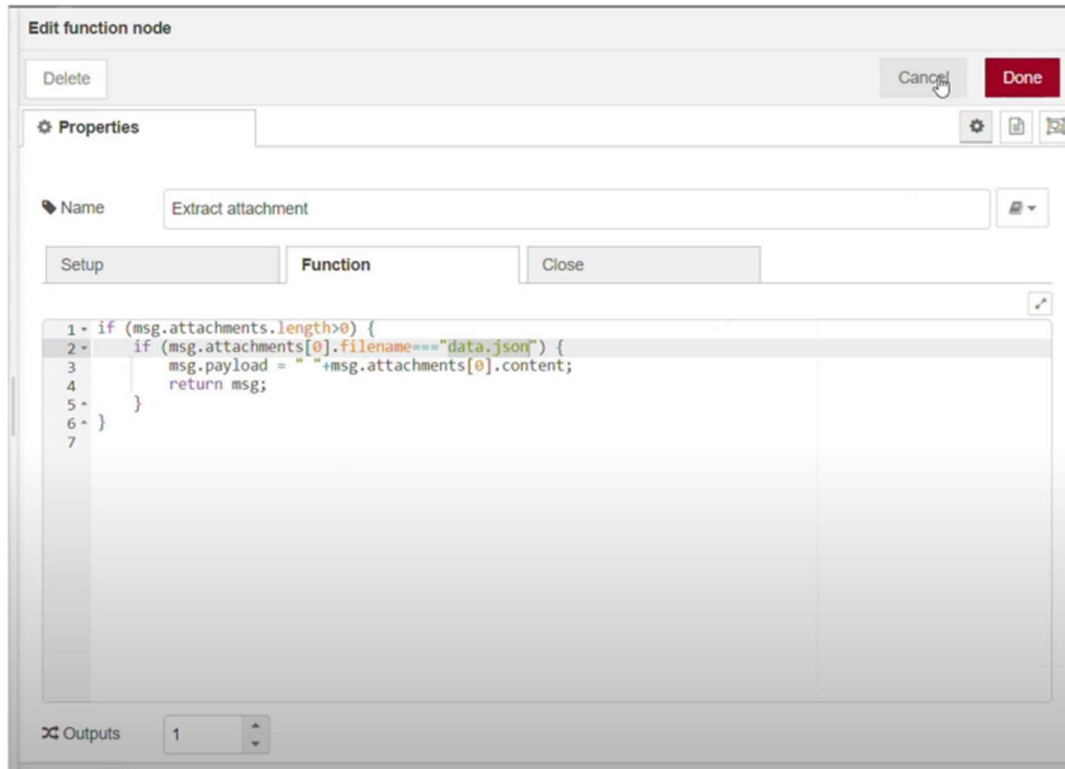 Edit function node
Delete Cancel Done
Properties
Name Extract attachment
Setup Function Close
1 if (msg.attachments.length>0) {
2 if (msg.attachments[0].filename==="data.json") {
3 msg.payload = " "+msg.attachments[0].content;
4 return msg;
5 }
6 }
7
Outputs 1